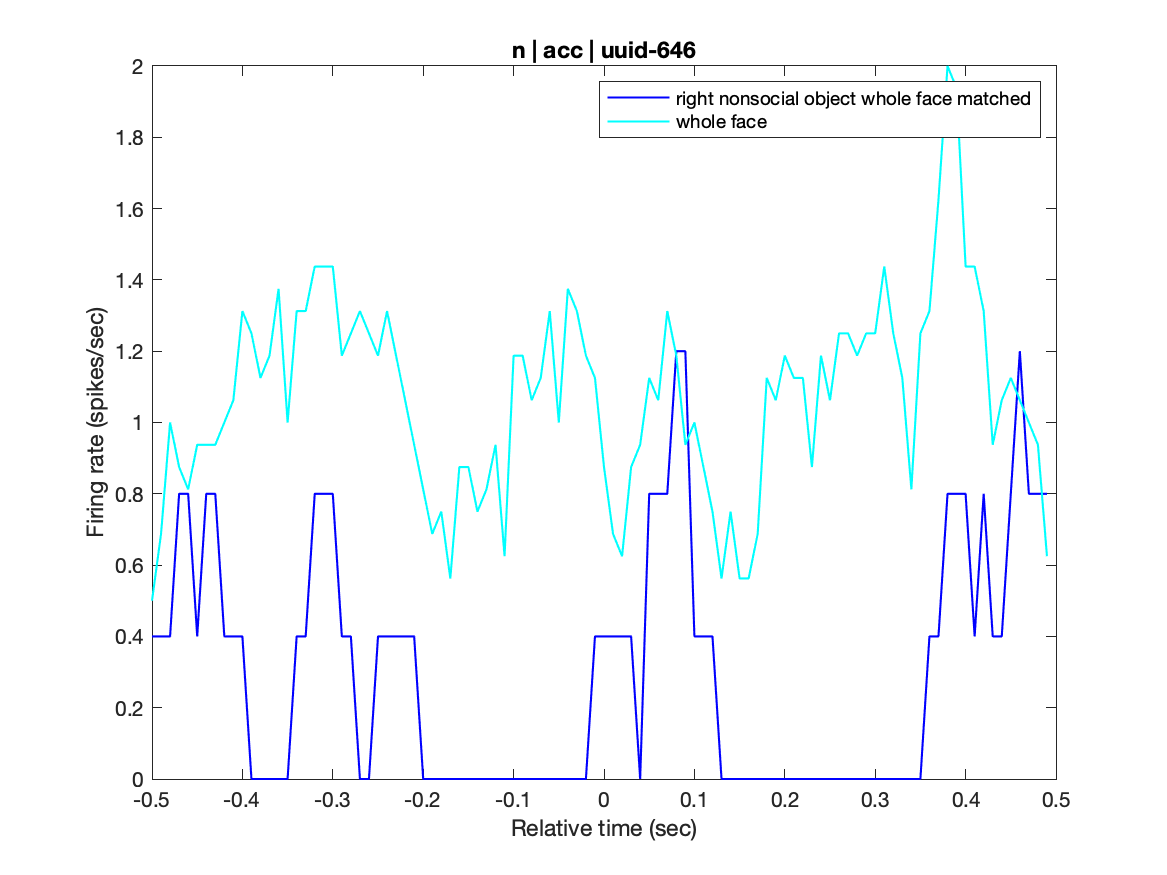 n | acc | uuid-646
right nonsocial object whole face matched
whole face
2
1.8
1.6
1.4
1.2
1
0.8
0.6
0.4
0.2
0
Firing rate (spikes/sec)
-0.5 -0.4 -0.3 -0.2 -0.1 0 0.1 0.2 0.3 0.4 0.5
Relative time (sec)